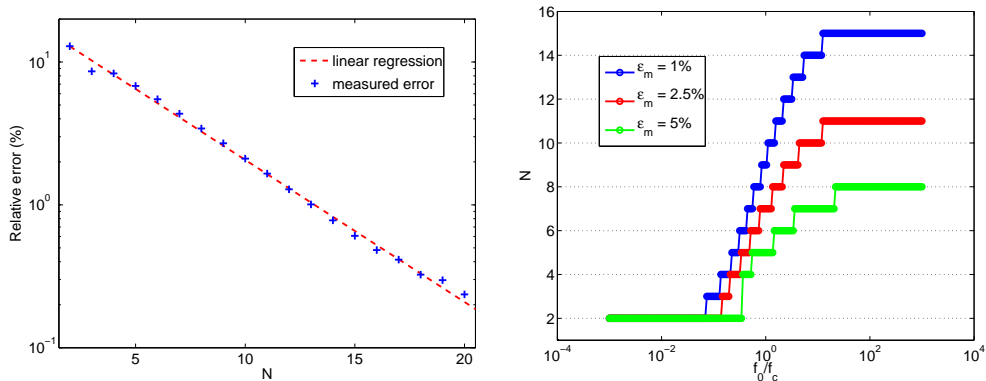 10^1
10^0
10^-1
Relative error (%)
linear regression
measured error
5
10
15
20
N
16
14
12
10
8
6
4
2
N
ε_m = 1%
ε_m = 2.5%
ε_m = 5%
10^-4
10^-2
10^0
10^2
10^4
f_0/f_c